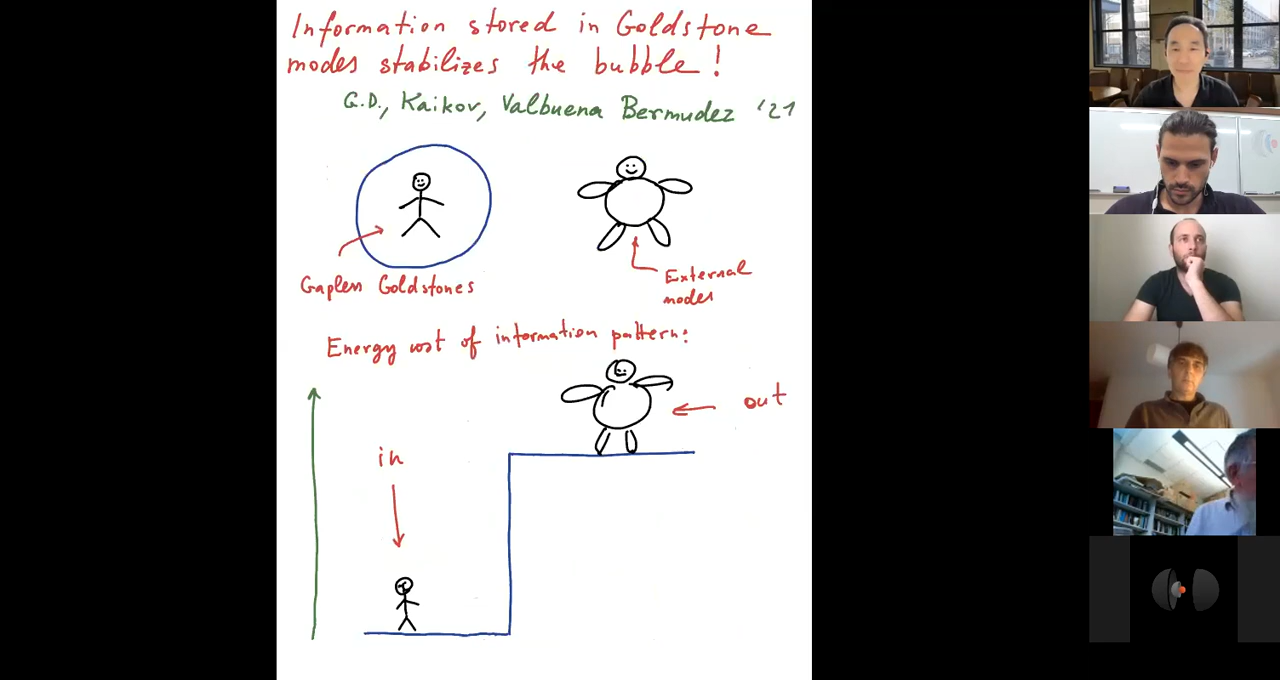 Information stored in Goldstone
modes stabilizes the bubble!
G.D., Kaikov, Valbuena Bermudez '21
Gapless Goldstones
External
modes
Energy cost of information pattern:
out
in